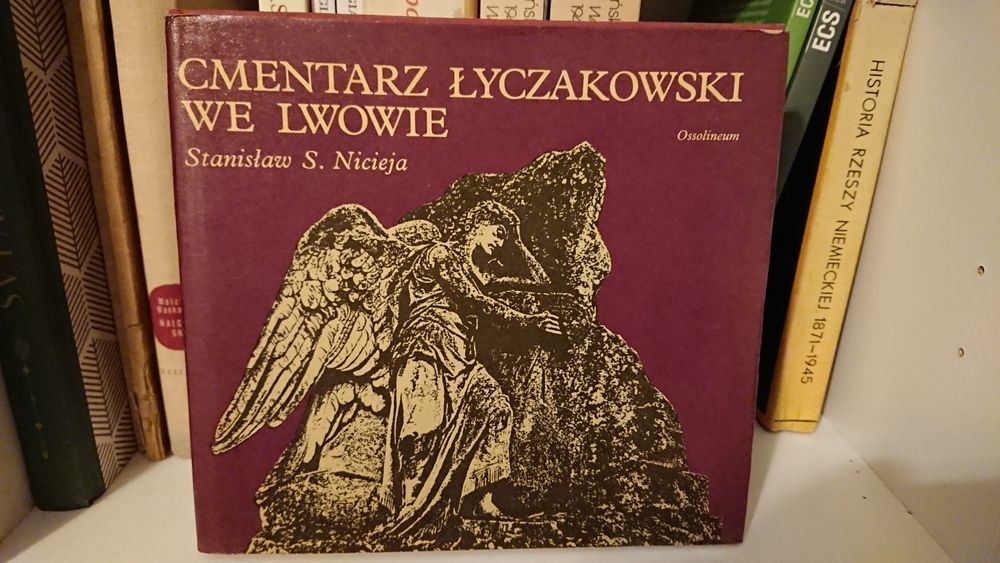 CMENTARZ ŁYCZAKOWSKI
WE LWOWIE
Ossolineum
Stanisław S. Nicieja
ECS
HISTORIA RZESZY NIEMIECKIEJ 1871-1945